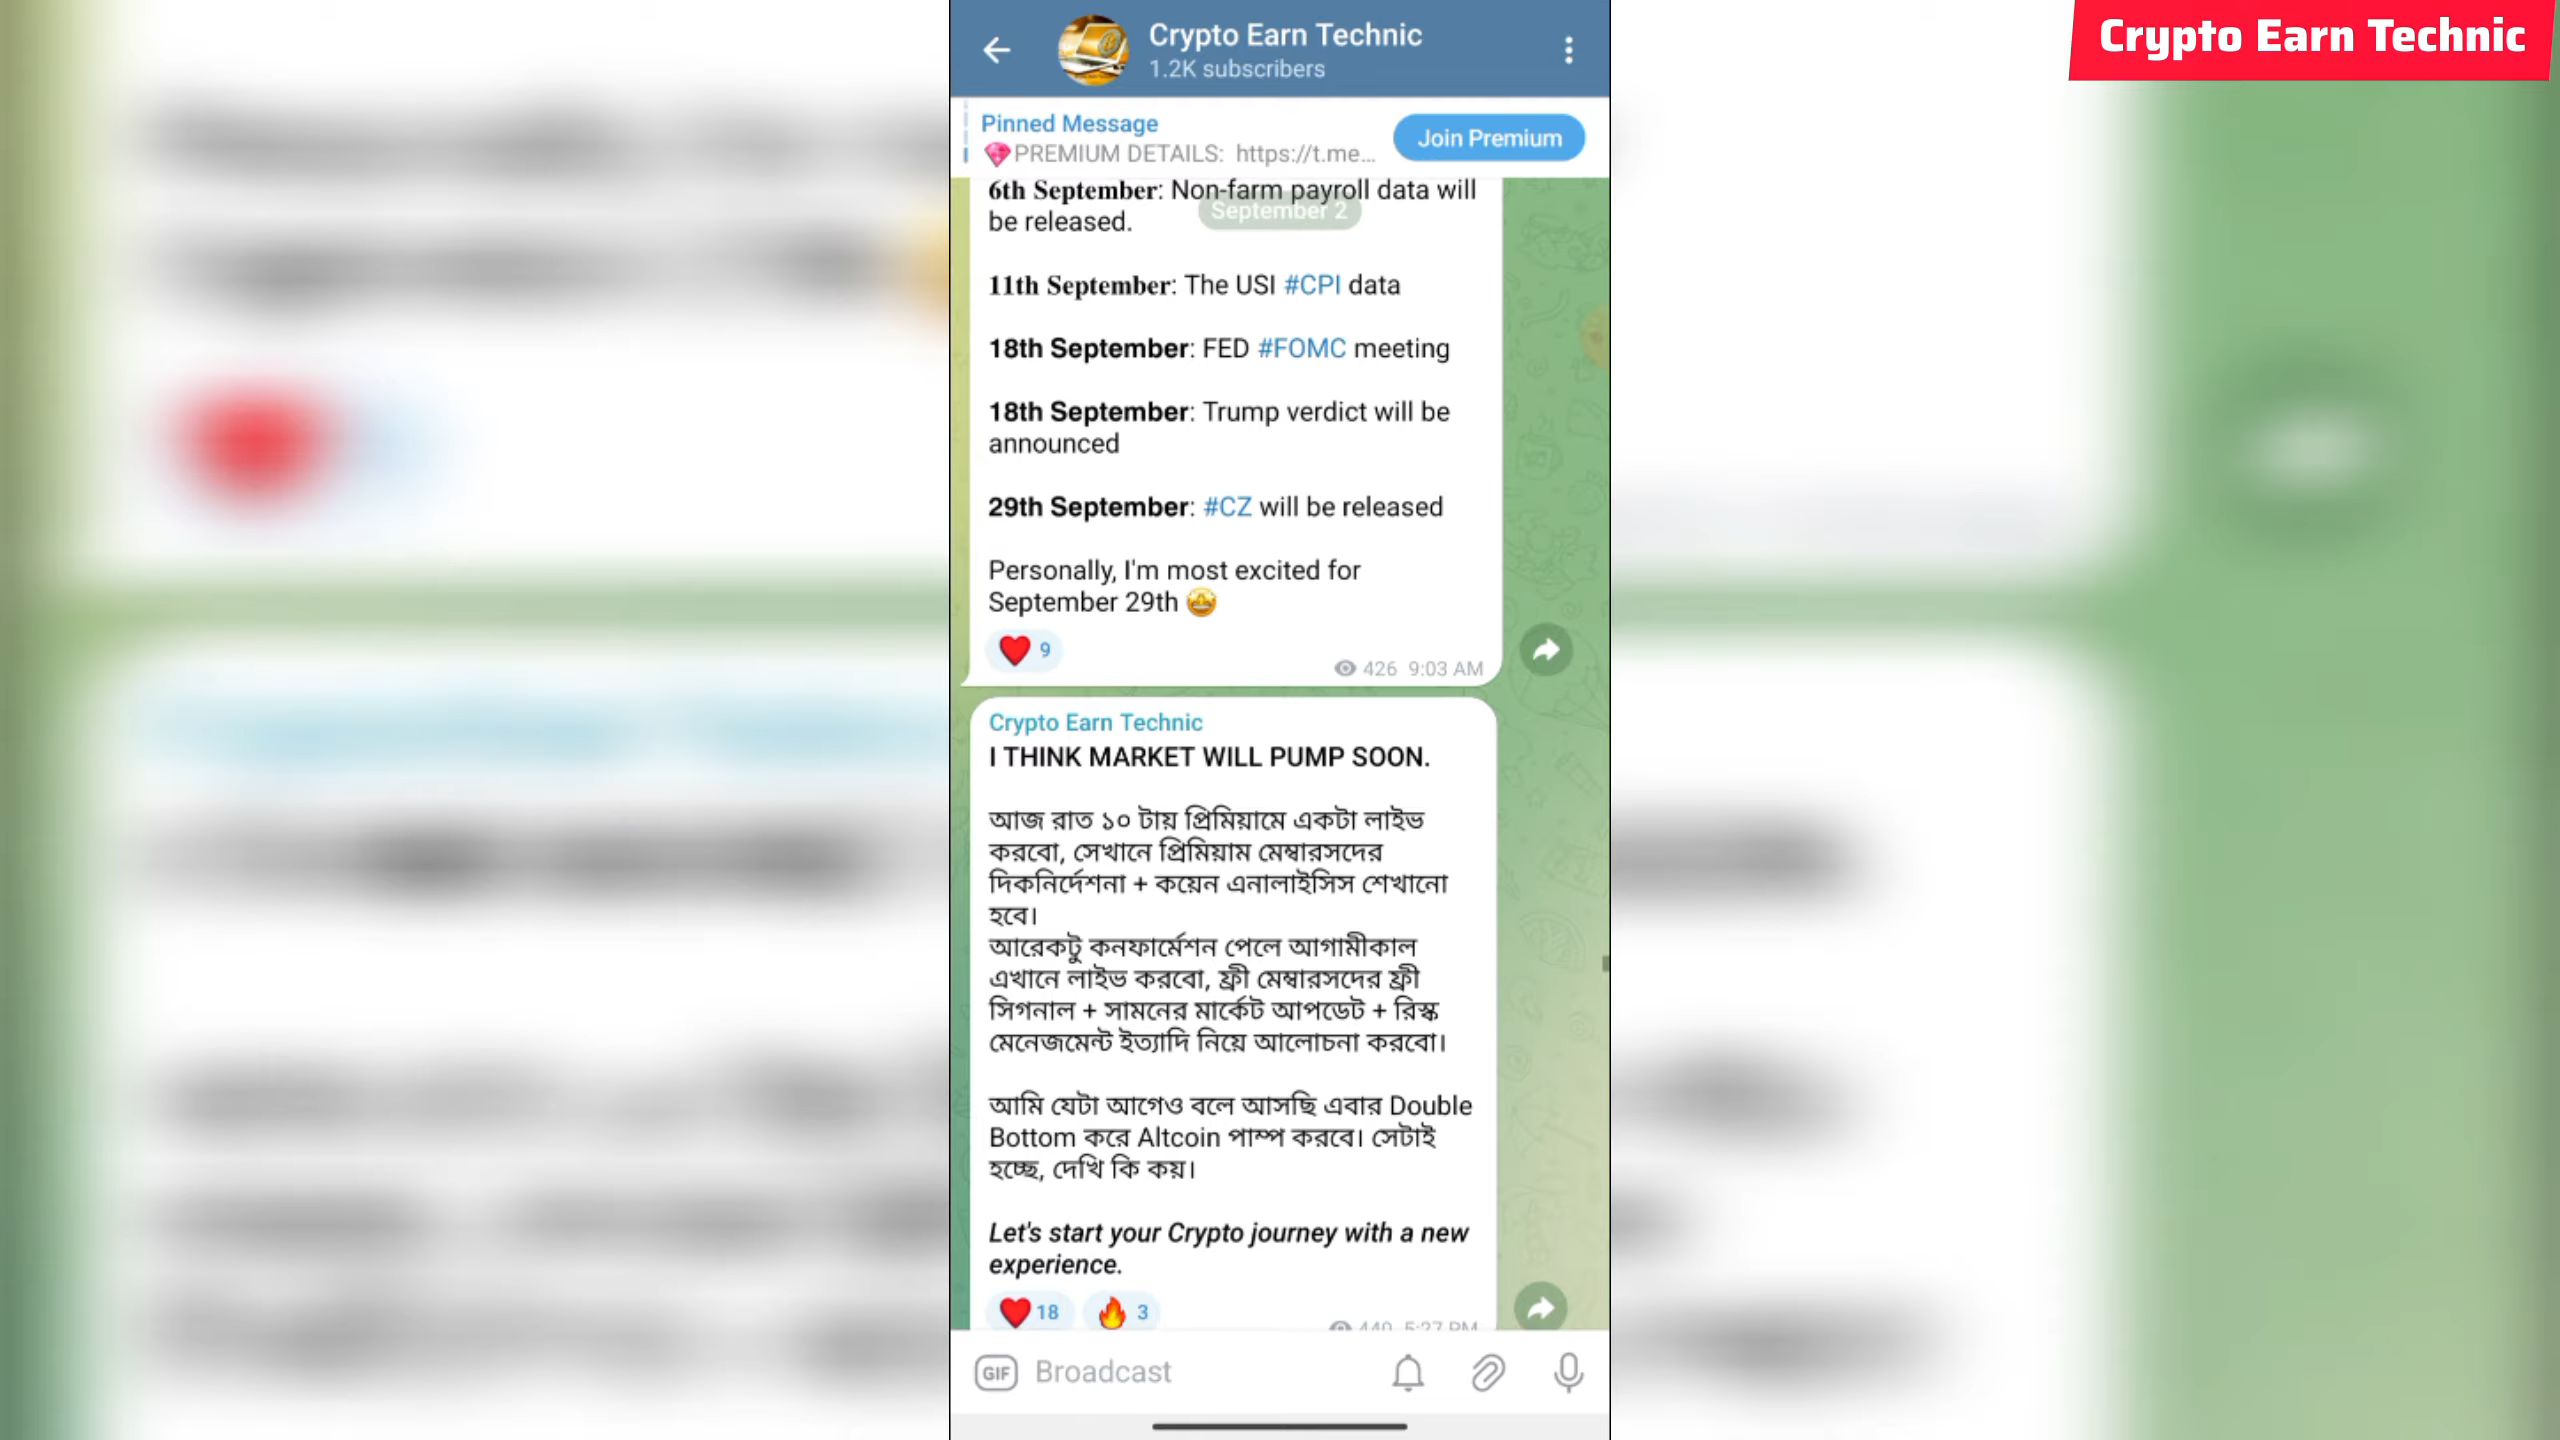 Crypto Earn Technic
1.2K subscribers
Crypto Earn Technic
Pinned Message
💎PREMIUM DETAILS: https://t.me...
Join Premium
6th September: Non-farm payroll data will
be released.
September 2
11th September: The USI #CPI data
18th September: FED #FOMC meeting
18th September: Trump verdict will be
announced
29th September: #CZ will be released
Personally, I'm most excited for
September 29th 🤩
❤️ 9
426 9:03 AM
Crypto Earn Technic
I THINK MARKET WILL PUMP SOON.
আজ রাত ১০ টায় প্রিমিয়ামে একটা লাইভ
করবো, সেখানে প্রিমিয়াম মেম্বারসদের
দিকনির্দেশনা + কয়েন এনালাইসিস শেখানো
হবে।
আরেকটু কনফার্মেশন পেলে আগামীকাল
এখানে লাইভ করবো, ফ্রী মেম্বারসদের ফ্রী
সিগনাল + সামনের মার্কেট আপডেট + রিস্ক
মেনেজমেন্ট ইত্যাদি নিয়ে আলোচনা করবো।
আমি যেটা আগেও বলে আসছি এবার Double
Bottom করে Altcoin পাম্প করবে। সেটাই
হচ্ছে, দেখি কি কয়।
Let's start your Crypto journey with a new
experience.
❤️ 18 🔥 3
440 5:27 PM
GIF Broadcast